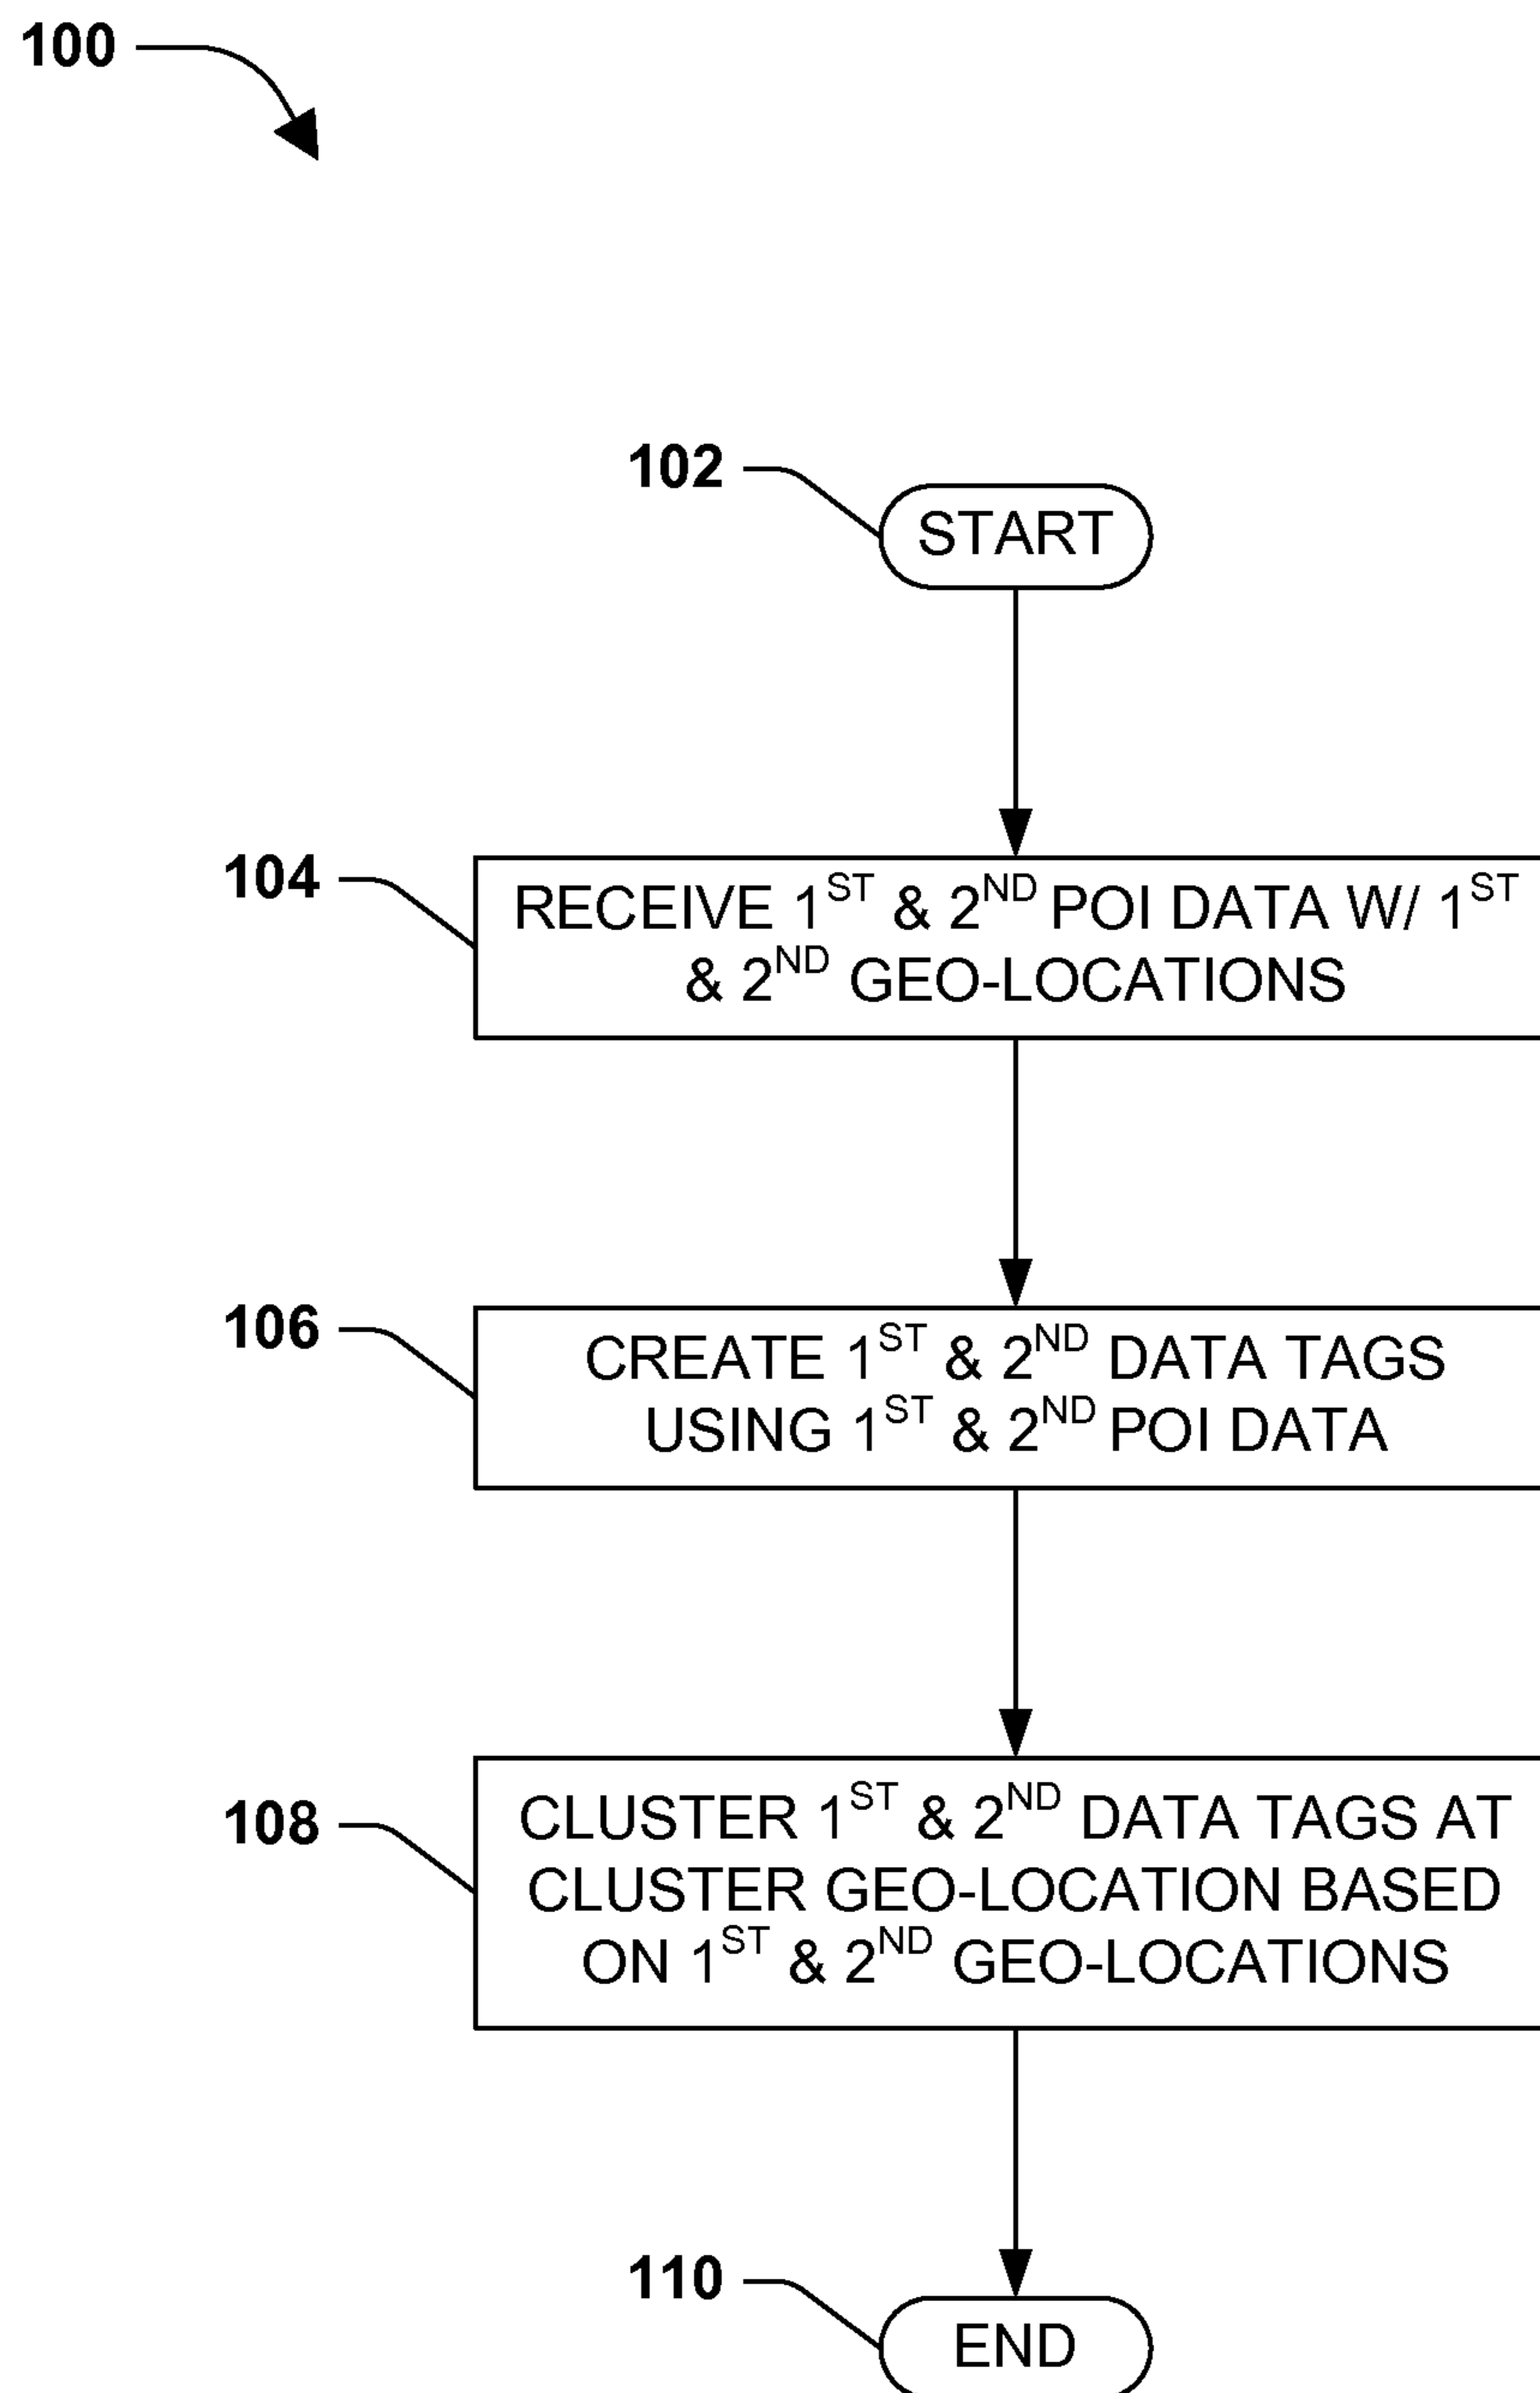 100
102
START
104
RECEIVE 1ST & 2ND POI DATA W/ 1ST
& 2ND GEO-LOCATIONS
106
CREATE 1ST & 2ND DATA TAGS
USING 1ST & 2ND POI DATA
108
CLUSTER 1ST & 2ND DATA TAGS AT
CLUSTER GEO-LOCATION BASED
ON 1ST & 2ND GEO-LOCATIONS
110
END